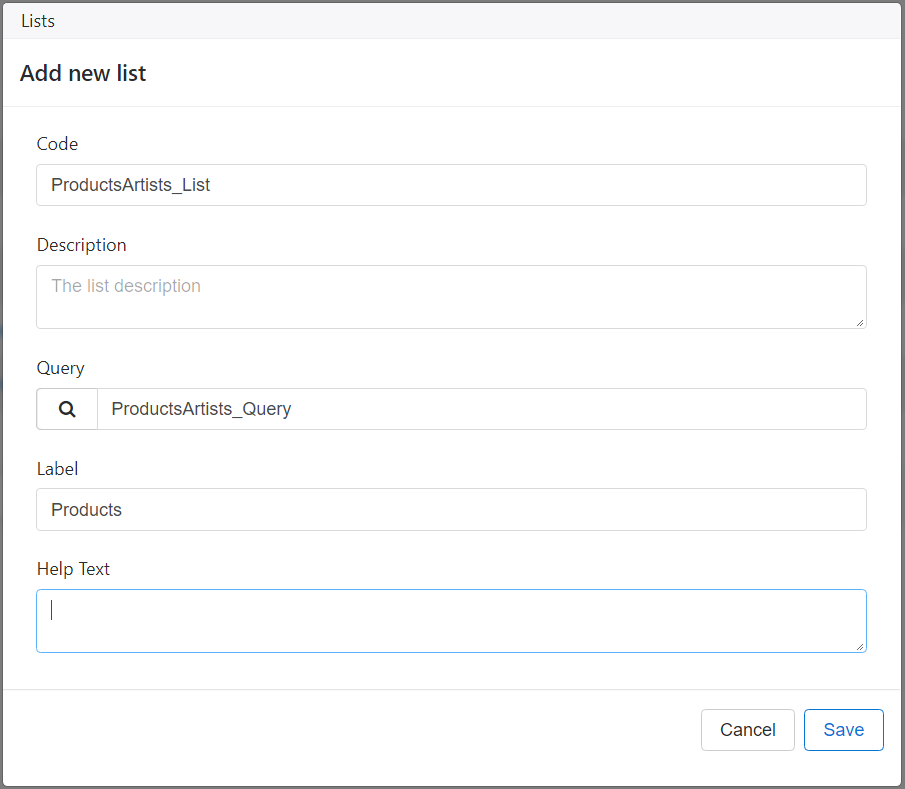 Lists
Add new list
Code
ProductsArtists_List
Description
The list description
Query
ProductsArtists_Query
Label
Products
Help Text
Cancel Save